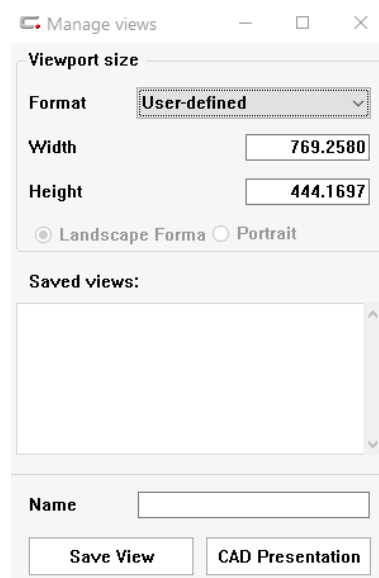 Manage views
Viewport size
Format User-defined
Width 769.2580
Height 444.1697
Landscape Forma Portrait
Saved views:
Name
Save View CAD Presentation